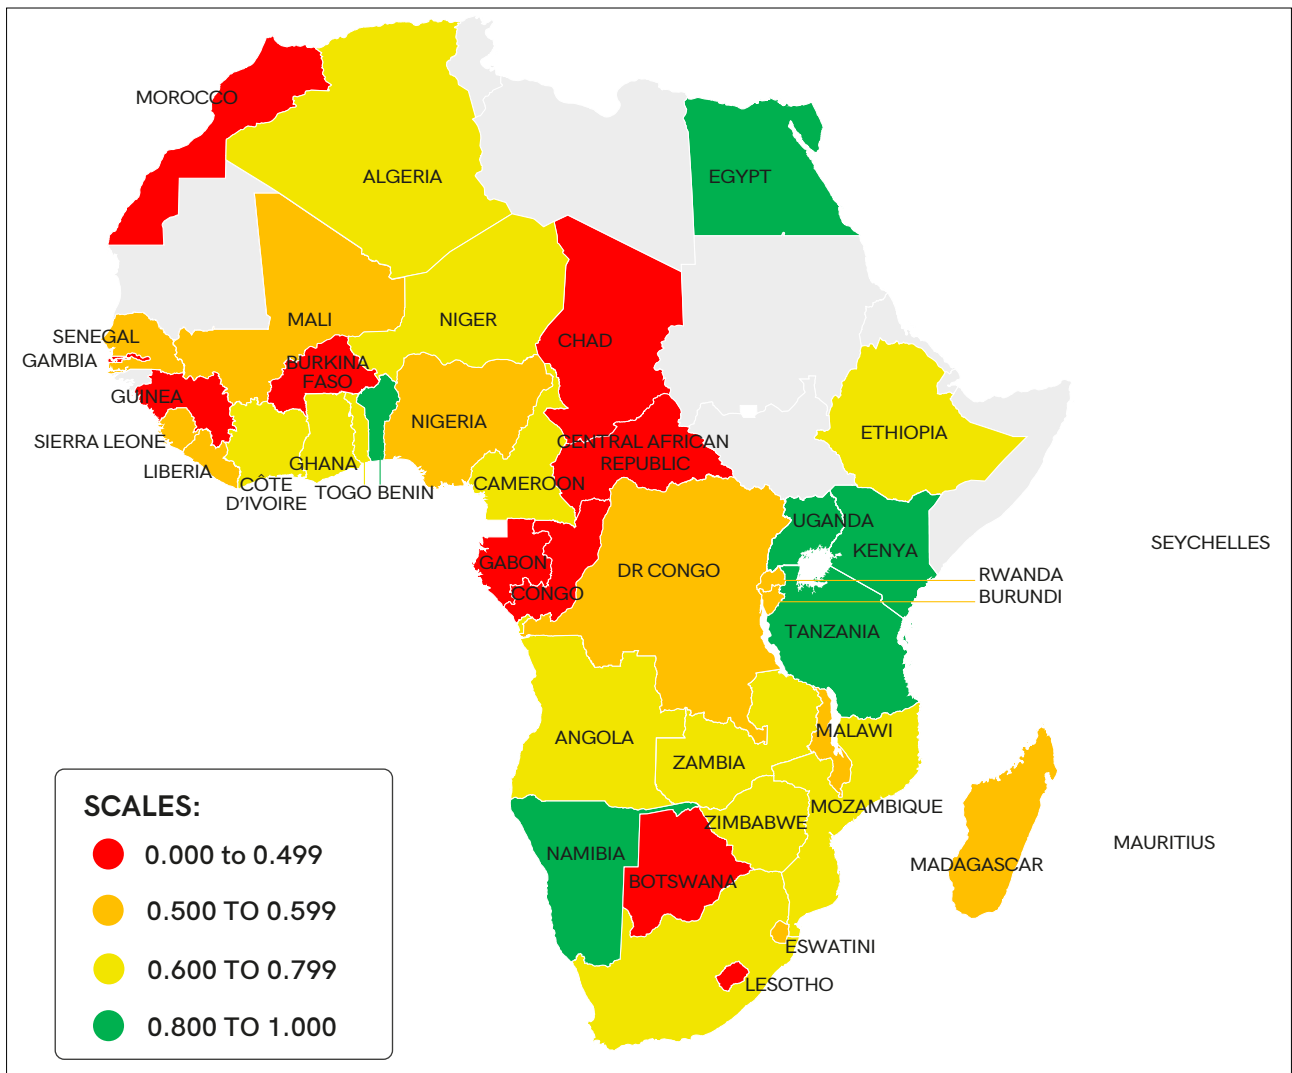 MOROCCO
ALGERIA
EGYPT
MALI
NIGER
SENEGAL
GAMBIA
CHAD
BURKINA
FASO
GUINEA
NIGERIA
SIERRA LEONE
LIBERIA
GHANA
CÔTE
D’IVOIRE
TOGO
BENIN
CAMEROON
CENTRAL AFRICAN
REPUBLIC
ETHIOPIA
UGANDA
KENYA
SEYCHELLES
GABON
CONGO
DR CONGO
RWANDA
BURUNDI
TANZANIA
ANGOLA
ZAMBIA
MALAWI
MOZAMBIQUE
ZIMBABWE
NAMIBIA
BOTSWANA
MAURITIUS
MADAGASCAR
ESWATINI
LESOTHO
SCALES:
0.000 to 0.499
0.500 TO 0.599
0.600 TO 0.799
0.800 TO 1.000